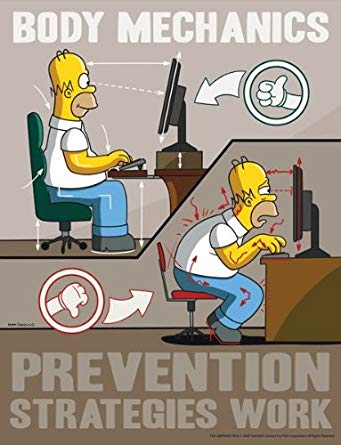 BODY MECHANICS
PREVENTION
STRATEGIES WORK